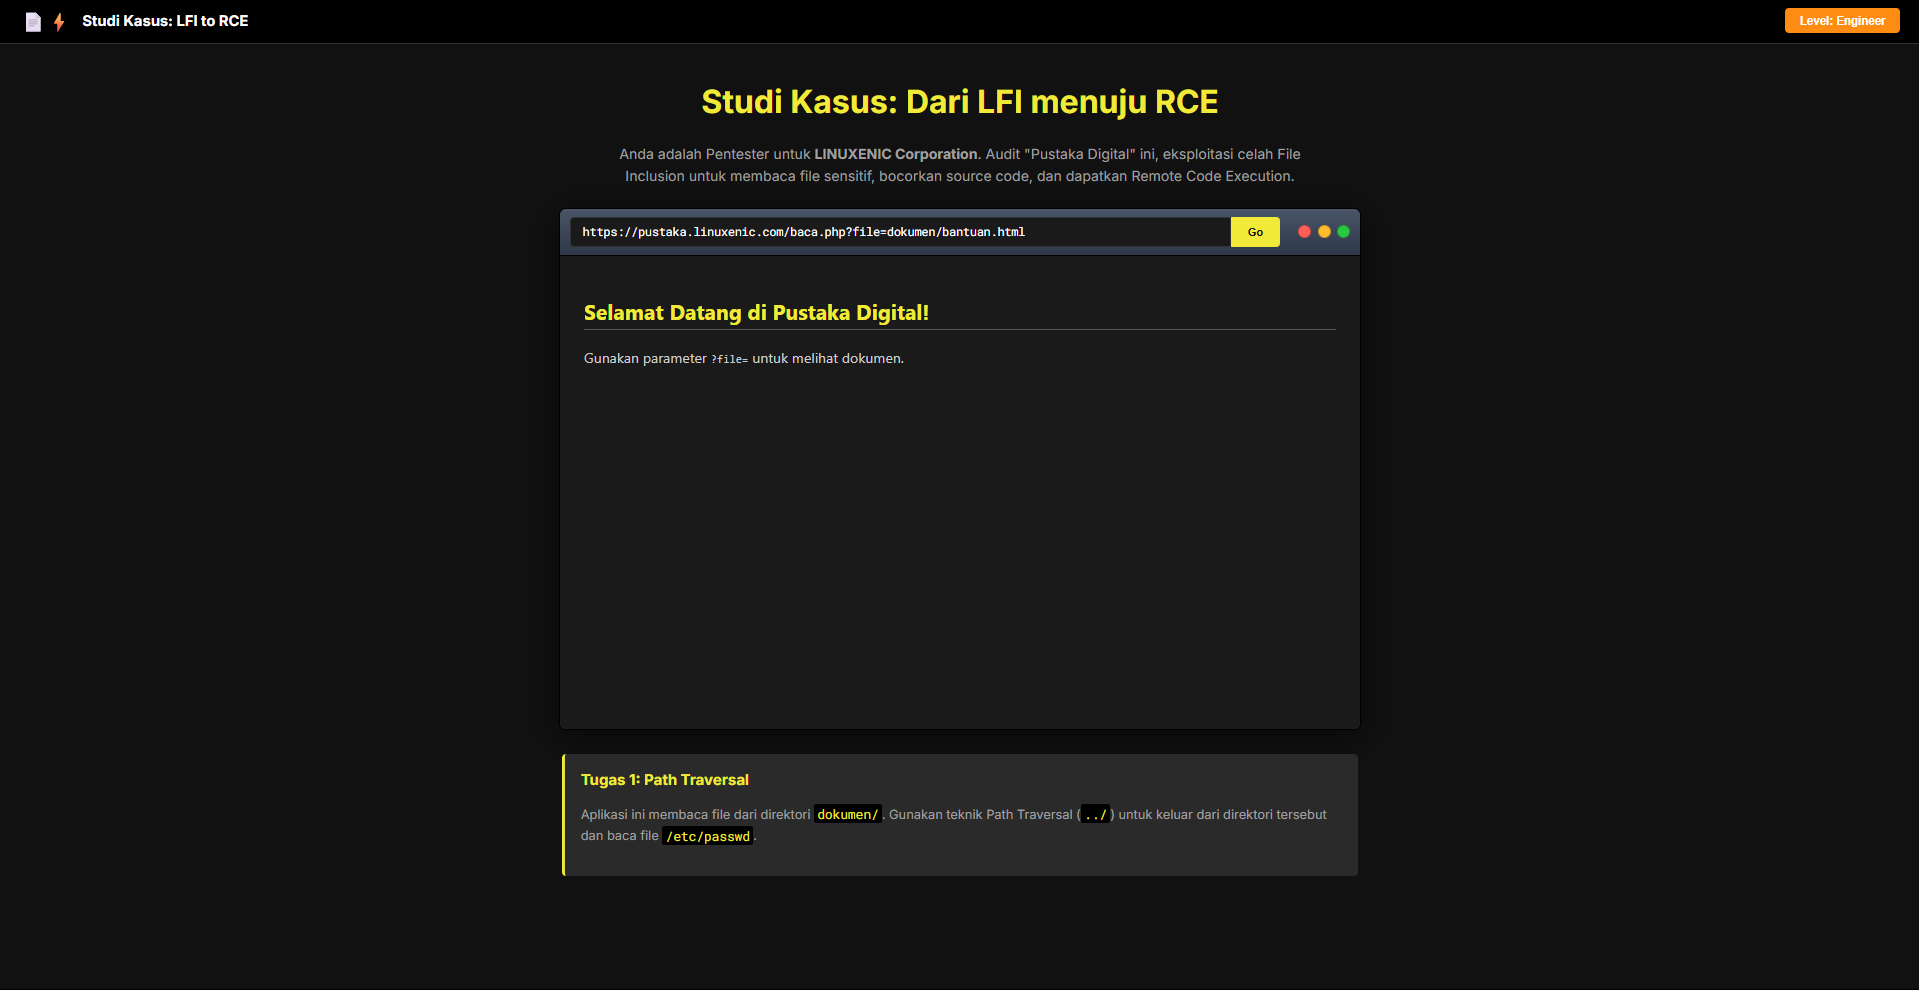 Studi Kasus: LFI to RCE
Level: Engineer
Studi Kasus: Dari LFI menuju RCE
Anda adalah Pentester untuk LINUXENIC Corporation. Audit "Pustaka Digital" ini, eksploitasi celah File
Inclusion untuk membaca file sensitif, bocorkan source code, dan dapatkan Remote Code Execution.
https://pustaka.linuxenic.com/baca.php?file=dokumen/bantuan.html
Go
Selamat Datang di Pustaka Digital!
Gunakan parameter ?file= untuk melihat dokumen.
Tugas 1: Path Traversal
Aplikasi ini membaca file dari direktori dokumen/. Gunakan teknik Path Traversal (../) untuk keluar dari direktori tersebut
dan baca file /etc/passwd.